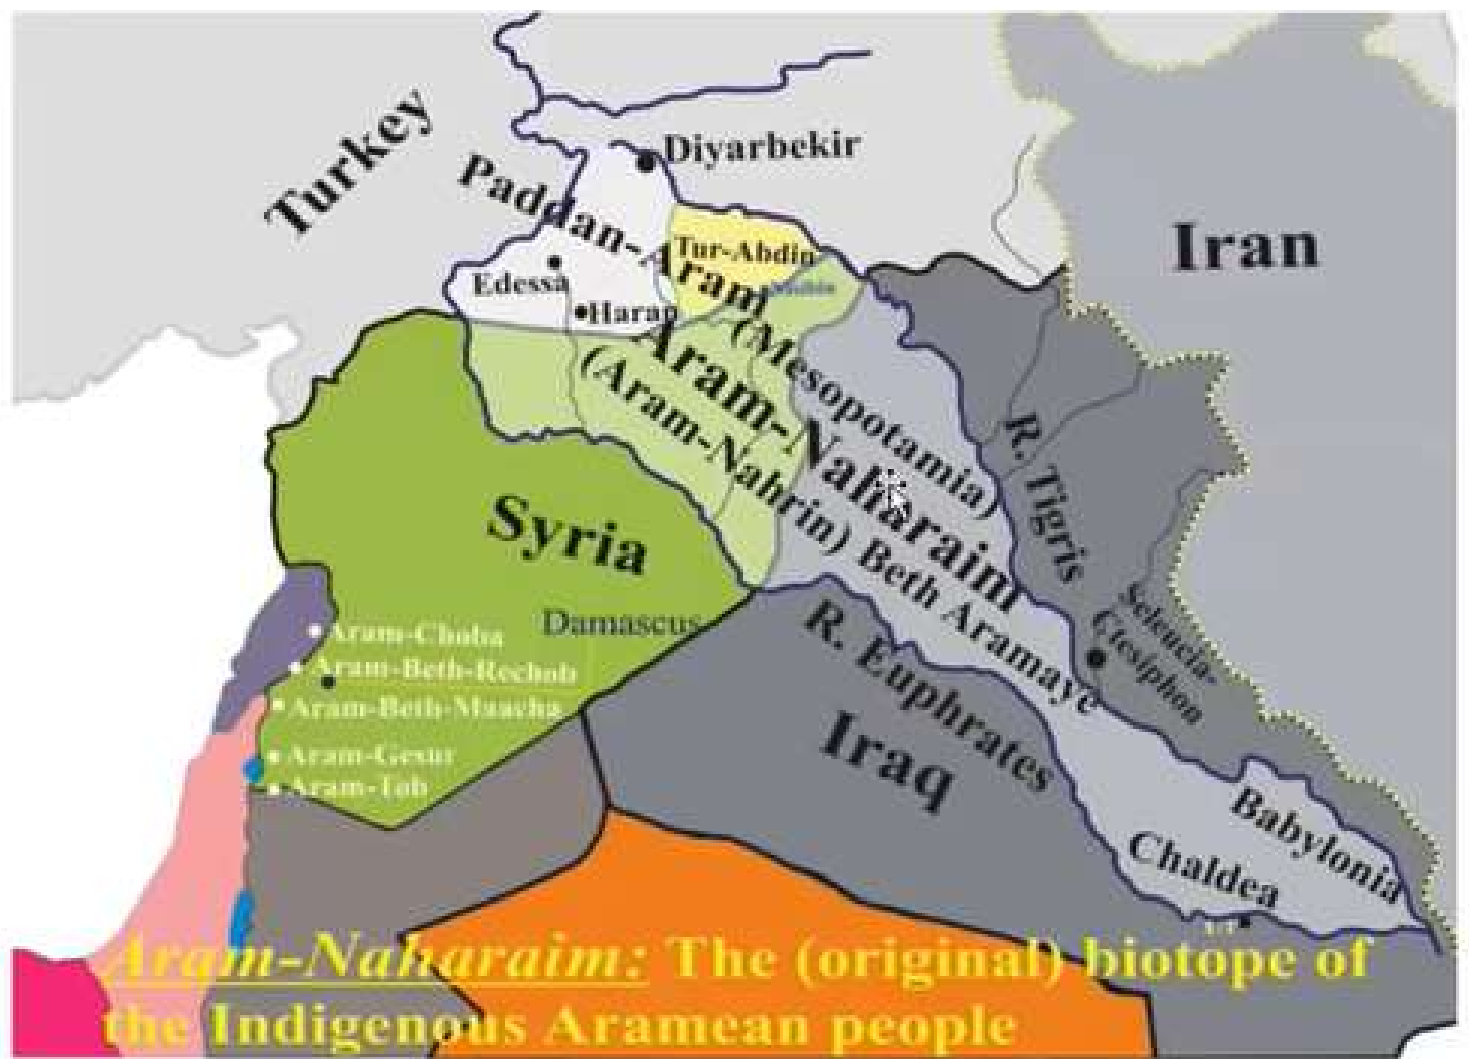 Turkey
Diyarbekir
Paddan-Aram
Tur-Abdin
Iran
Edessa
Haran
(Mesopotamia)
Aram-Naharaim
(Aram-Nahrin) Beth Aramaye
R. Tigris
Syria
Seleucia-
Ctesiphon
Damascus
Aram-Choba
Aram-Beth-Rechob
Aram-Beth-Maacha
Aram-Gesur
Aram-Tob
R. Euphrates
Iraq
Babylonia
Chaldea
Aram-Naharaim: The (original) biotope of
the Indigenous Aramean people